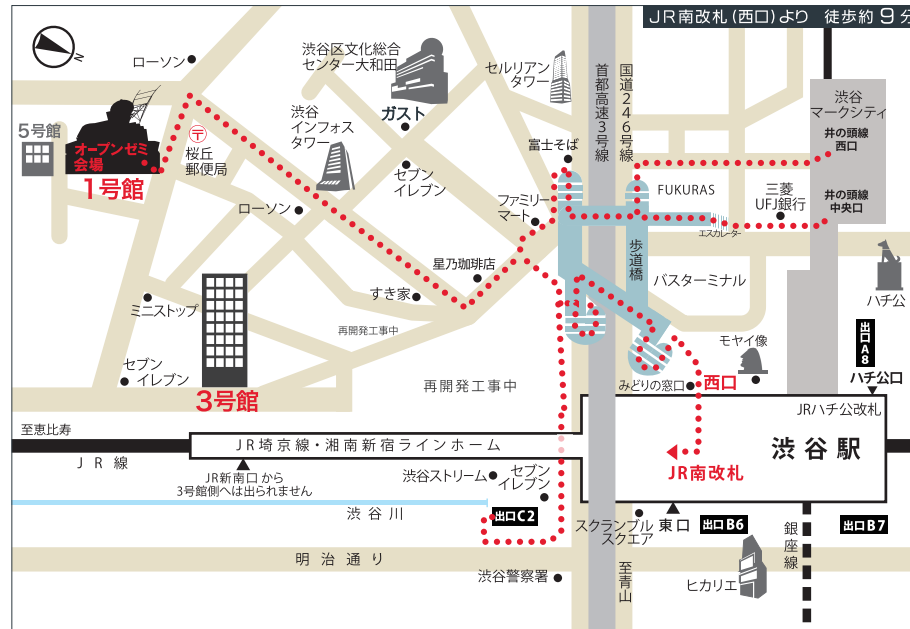 JR南改札(西口)より 徒歩約9分
N
ローソン
渋谷区文化総合
センター大和田
セルリアン
タワー
首都高速3号線
国道246号線
渋谷
マークシティ
井の頭線
西口
井の頭線
中央口
ガスト
渋谷
インフォス
タワー
富士そば
5号館
オープンゼミ
会場
1号館
〒
桜丘
郵便局
セブン
イレブン
FUKURAS
三菱
UFJ銀行
エスカレーター
ローソン
ファミリー
マート
歩道橋
星乃珈琲店
バスターミナル
ハチ公
すき家
ミニストップ
再開発工事中
モヤイ像
出口A8
セブン
イレブン
3号館
再開発工事中
みどりの窓口
西口
ハチ公口
JRハチ公改札
至恵比寿
JR線
JR埼京線・湘南新宿ラインホーム
渋谷駅
JR南改札
JR新南口から
3号館側へは出られません
渋谷ストリーム
セブン
イレブン
渋谷川
出口C2
スクランブル
スクエア
東口
出口B6
銀座線
出口B7
明治通り
渋谷警察署
至青山
ヒカリエ